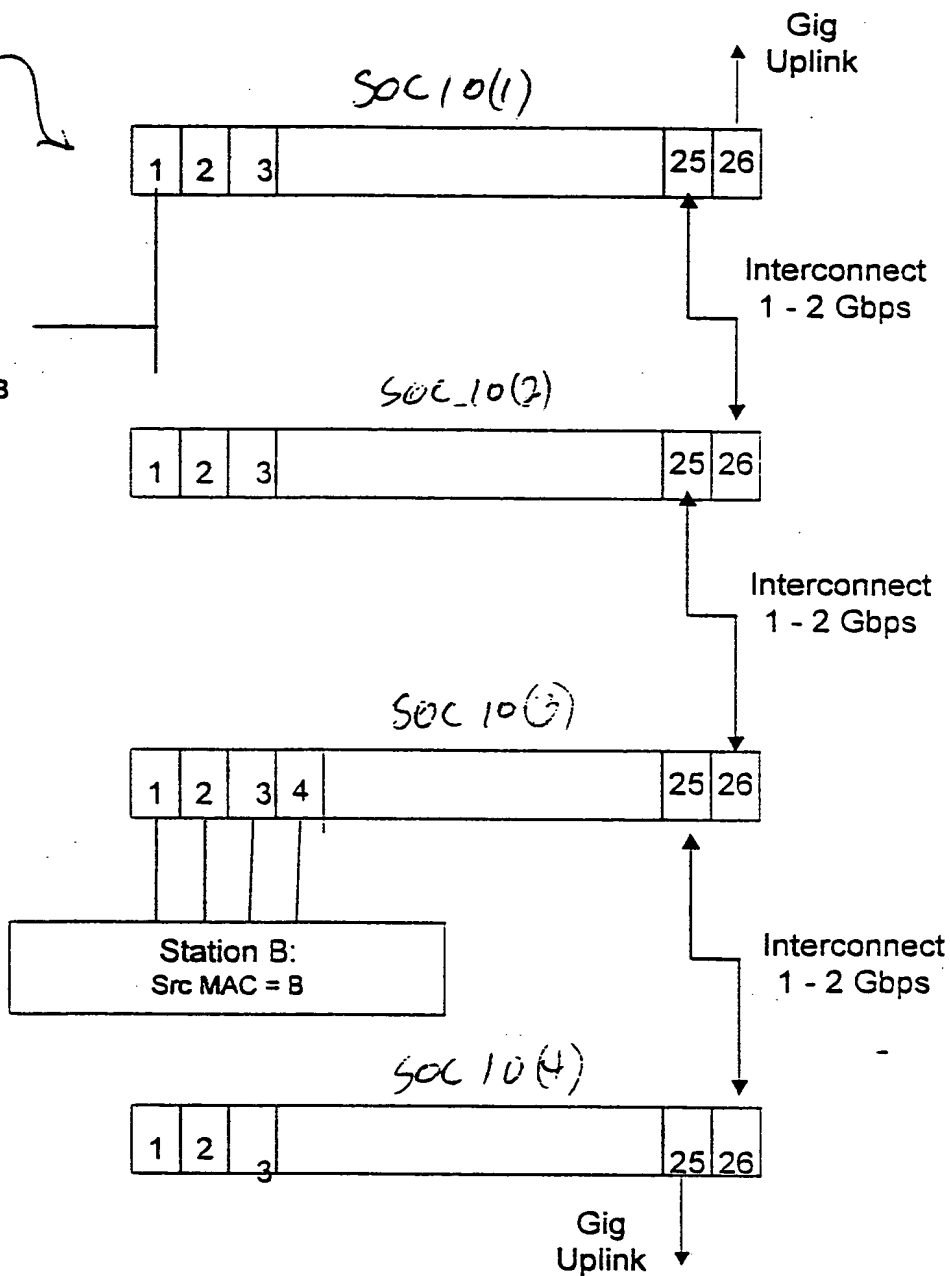 Gig
Uplink
SOC 10(1)
1 2 3 25 26
Interconnect
1 - 2 Gbps
B
SOC_10(2)
1 2 3 25 26
Interconnect
1 - 2 Gbps
SOC 10(3)
1 2 3 4 25 26
Station B:
Src MAC = B
Interconnect
1 - 2 Gbps
SOC 10(4)
1 2 3 25 26
Gig
Uplink